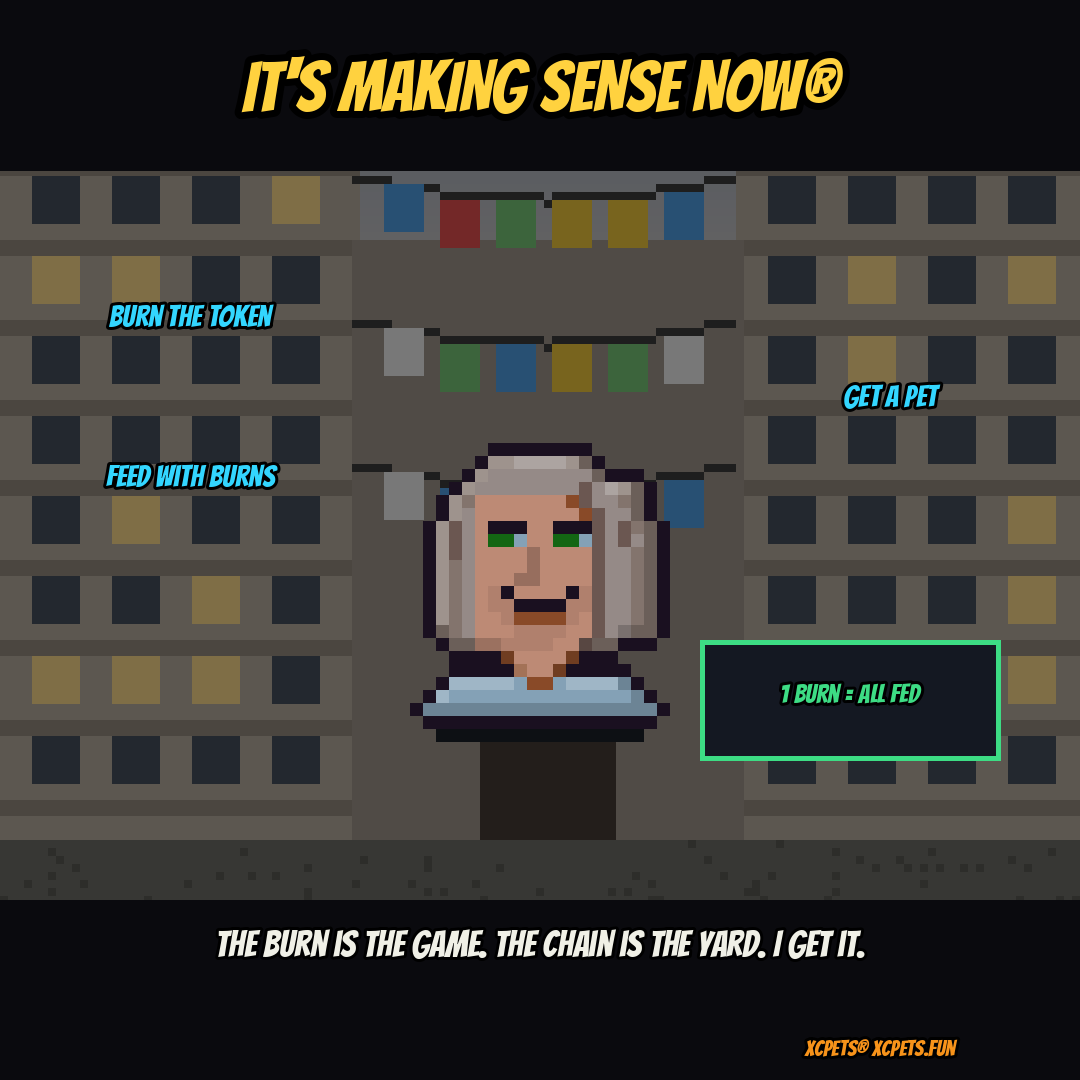 IT'S MAKING SENSE NOW®
BURN THE TOKEN
GET A PET
FEED WITH BURNS
1 BURN = ALL FED
THE BURN IS THE GAME. THE CHAIN IS THE YARD. I GET IT.
XCPETS® XCPETS.FUN